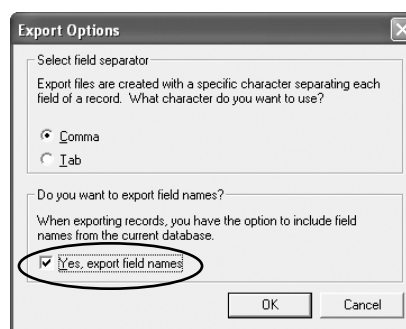 Export Options
Select field separator
Export files are created with a specific character separating each
field of a record. What character do you want to use?
Comma
Tab
Do you want to export field names?
When exporting records, you have the option to include field
names from the current database.
Yes, export field names
OK
Cancel